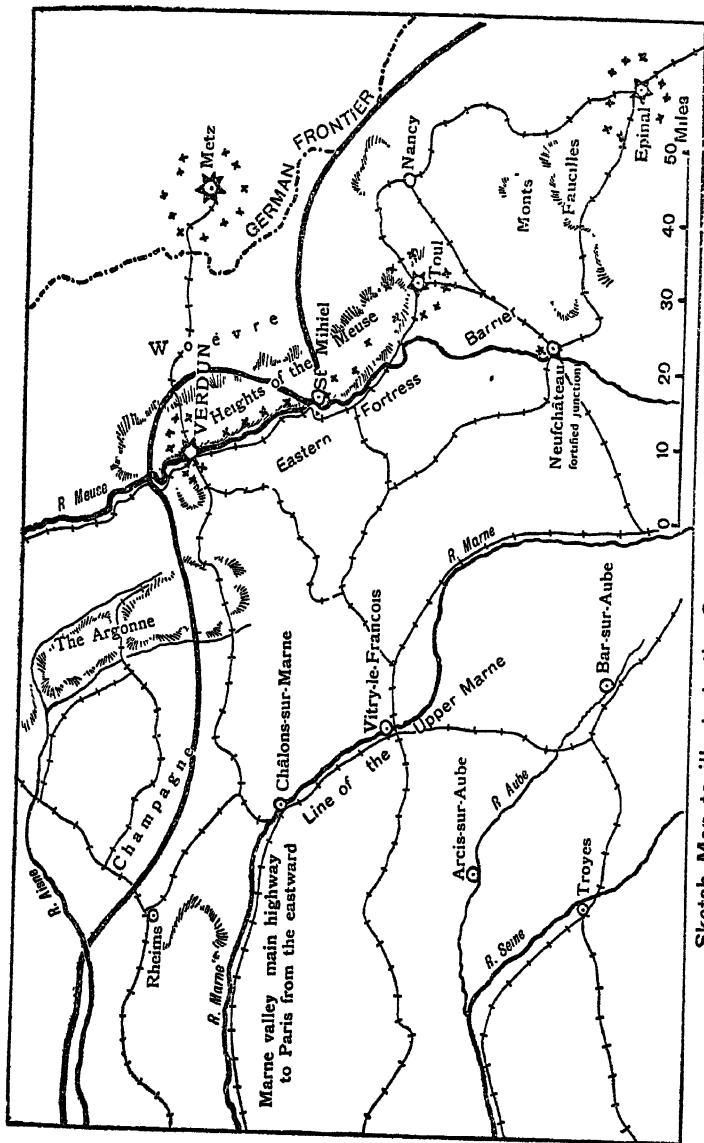 GERMAN FRONTIER
Metz
W o ë v r e
VERDUN
R. Meuse
Heights of the Meuse
St Mihiel
Nancy
Toul
Eastern Fortress Barrier
Monts
Faucilles
Epinal
Neufchâteau
fortified junction
The Argonne
R. Aisne
Champagne
Rheims
Châlons-sur-Marne
R. Marne
Marne valley main highway
to Paris from the eastward
Vitry-le-Francois
Line of the Upper Marne
R. Marne
Arcis-sur-Aube
R. Aube
Bar-sur-Aube
R. Seine
Troyes
0 10 20 30 40 50
Miles